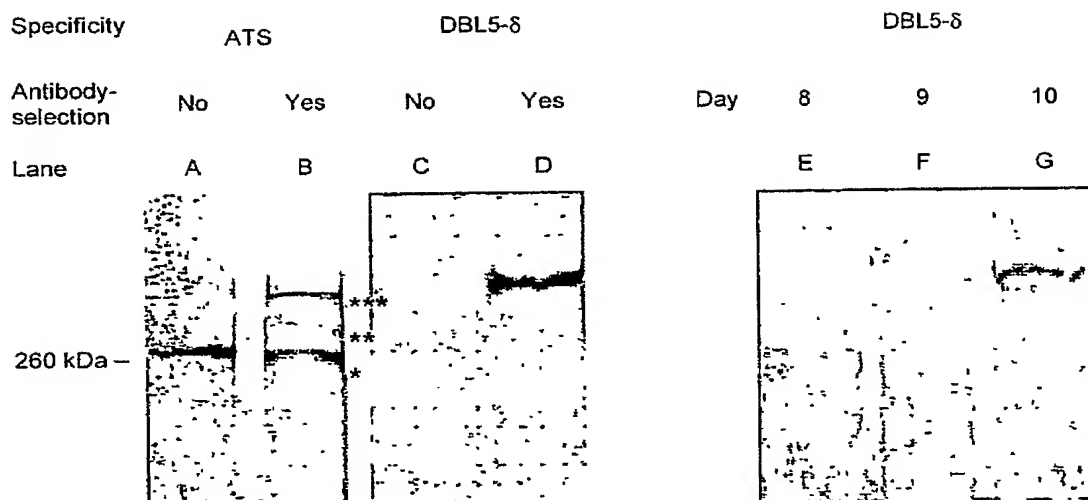 Specificity ATS DBL5-δ DBL5-δ
Antibody-
selection No Yes No Yes Day 8 9 10
Lane A B C D E F G
***
**
260 kDa –
*